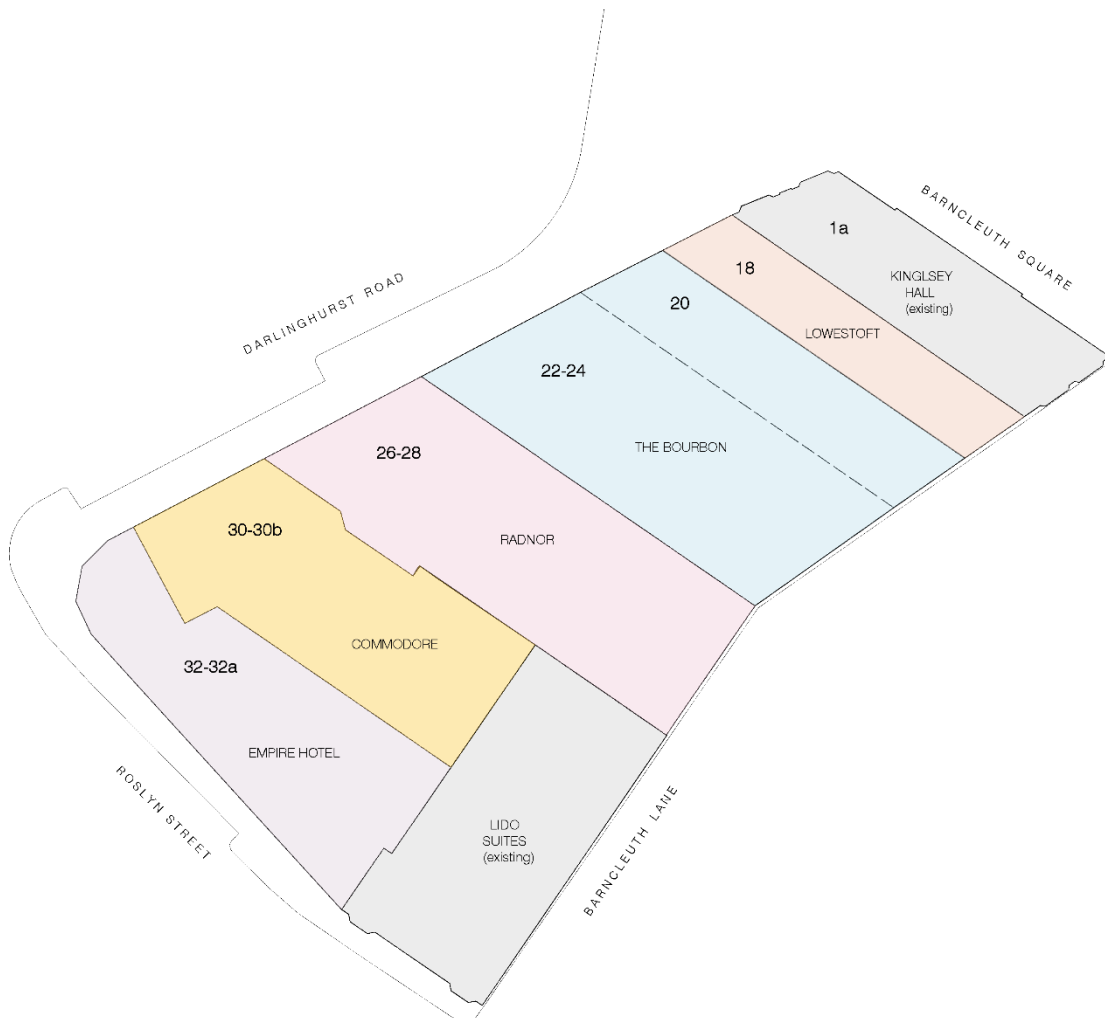 BARNCLEUTH SQUARE
1a
KINGLSEY
HALL
(existing)
18
LOWESTOFT
DARLINGHURST ROAD
20
22-24
THE BOURBON
26-28
RADNOR
30-30b
COMMODORE
32-32a
EMPIRE HOTEL
ROSLYN STREET
LIDO
SUITES
(existing)
BARNCLEUTH LANE